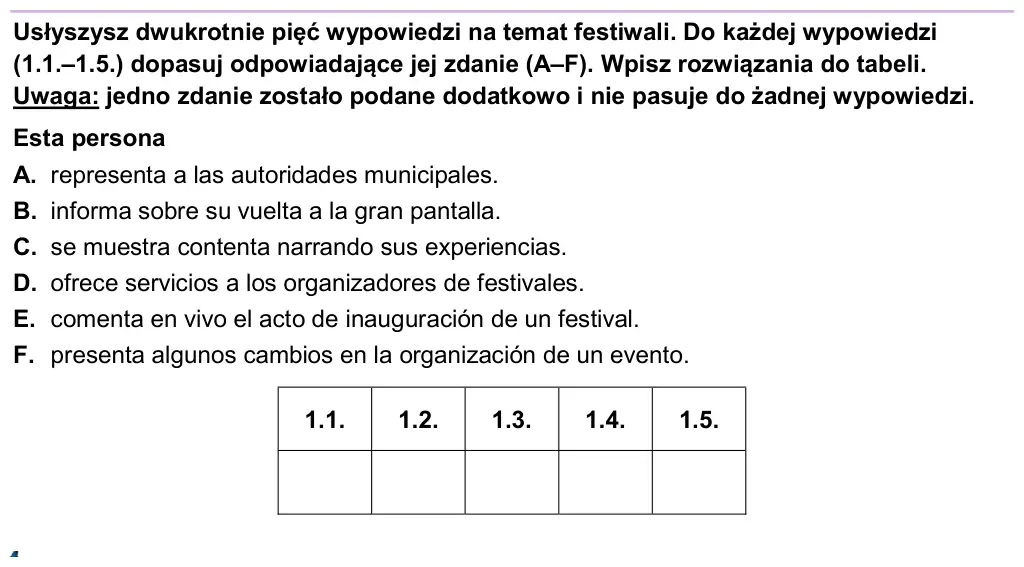 Usłyszysz dwukrotnie pięć wypowiedzi na temat festiwali. Do każdej wypowiedzi
(1.1.–1.5.) dopasuj odpowiadające jej zdanie (A–F). Wpisz rozwiązania do tabeli.
Uwaga: jedno zdanie zostało podane dodatkowo i nie pasuje do żadnej wypowiedzi.
Esta persona
A. representa a las autoridades municipales.
B. informa sobre su vuelta a la gran pantalla.
C. se muestra contenta narrando sus experiencias.
D. ofrece servicios a los organizadores de festivales.
E. comenta en vivo el acto de inauguración de un festival.
F. presenta algunos cambios en la organización de un evento.
1.1. 1.2. 1.3. 1.4. 1.5.